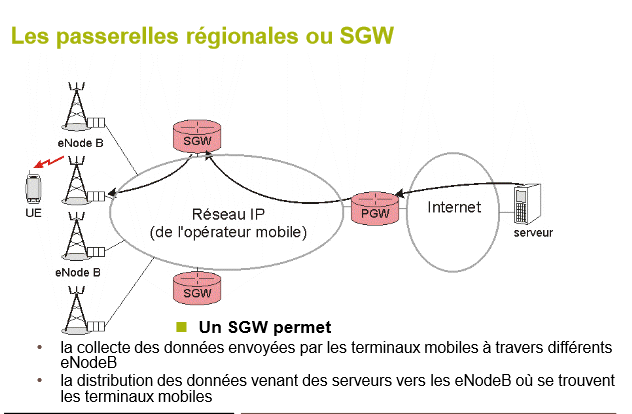 Les passerelles régionales ou SGW
eNode B
SGW
UE
Réseau IP
(de l'opérateur mobile)
PGW
Internet
serveur
eNode B
SGW
Un SGW permet
• la collecte des données envoyées par les terminaux mobiles à travers différents
eNodeB
• la distribution des données venant des serveurs vers les eNodeB où se trouvent
les terminaux mobiles